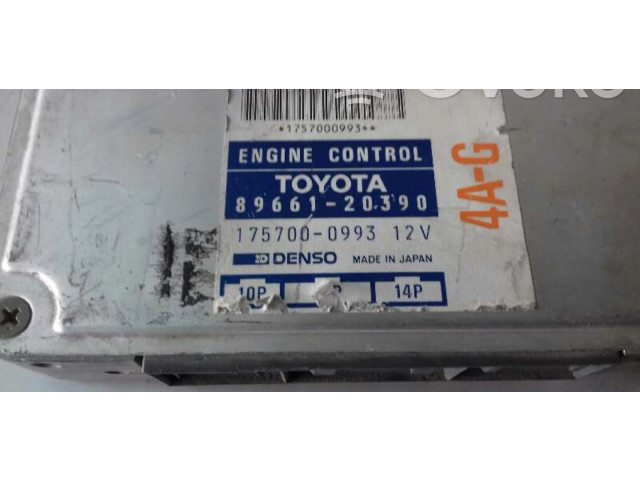 *1757000993**
ENGINE CONTROL
TOYOTA
89661-20390
175700-0993 12V
DENSO MADE IN JAPAN
10P 14P
4A-G